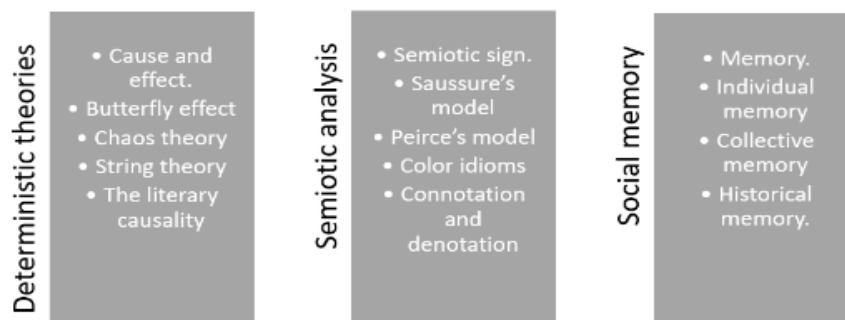 Deterministic theories
• Cause and
effect.
• Butterfly effect
• Chaos theory
• String theory
• The literary
causality
Semiotic analysis
• Semiotic sign.
• Saussure's
model
• Peirce's model
• Color idioms
• Connotation
and
denotation
Social memory
• Memory.
• Individual
memory
• Collective
memory
• Historical
memory.